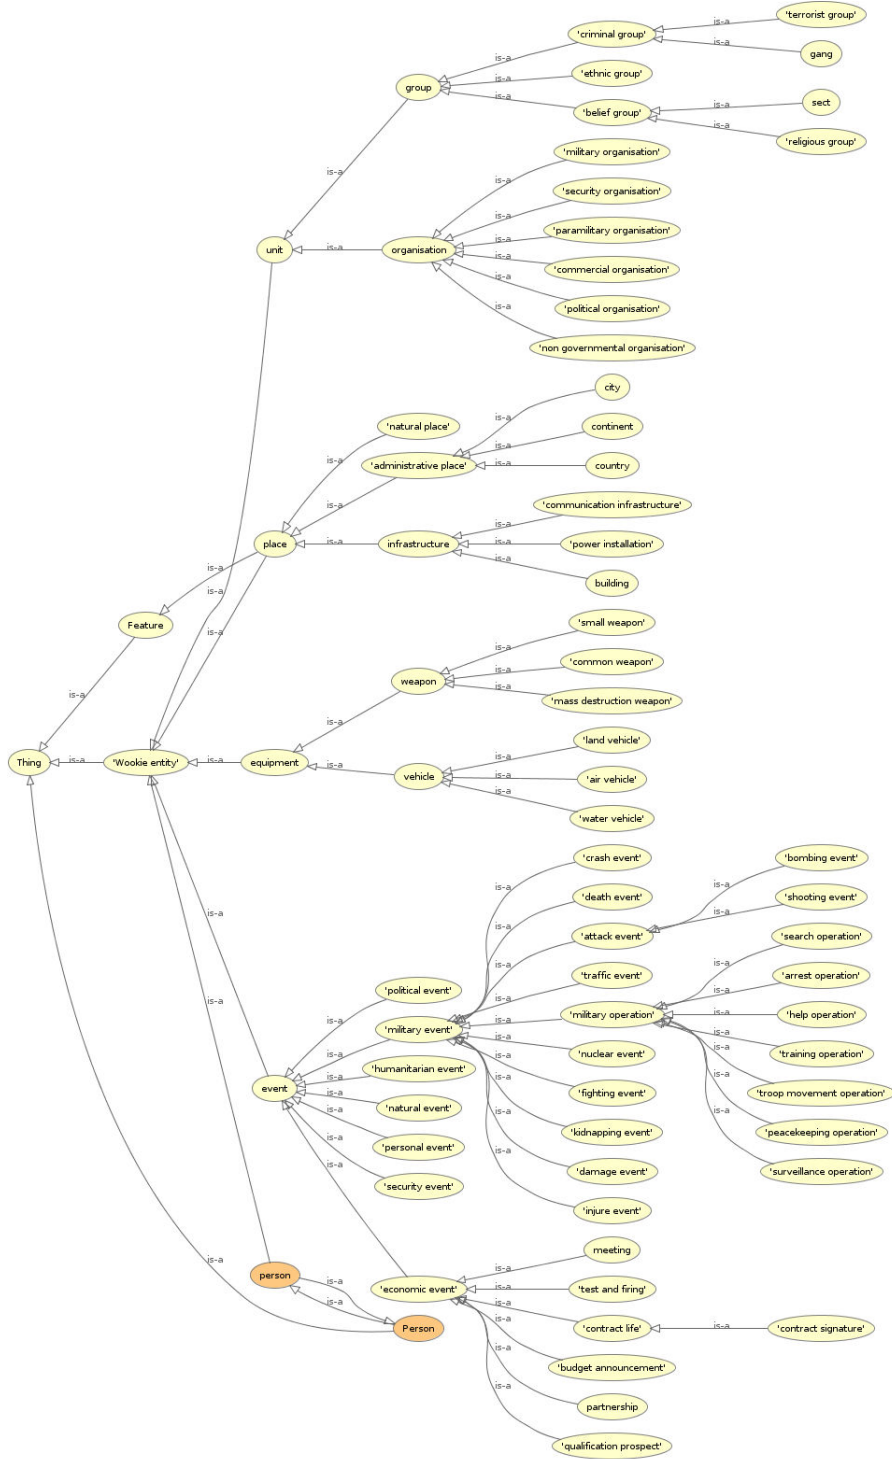 'terrorist group'
'criminal group'
is-a
is-a
gang
is-a
is-a
'ethnic group'
group
is-a
is-a
sect
is-a
'belief group'
is-a
'religious group'
'military organisation'
is-a
is-a
'security organisation'
is-a
'paramilitary organisation'
unit
is-a
organisation
is-a
is-a
'commercial organisation'
is-a
'political organisation'
is-a
'non governmental organisation'
city
'natural place'
is-a
continent
is-a
is-a
'administrative place'
is-a
country
is-a
'communication infrastructure'
is-a
place
is-a
infrastructure
is-a
'power installation'
is-a
is-a
building
is-a
Feature
'small weapon'
is-a
is-a
'common weapon'
is-a
weapon
is-a
'mass destruction weapon'
is-a
is-a
'land vehicle'
is-a
Thing
is-a
'Wookie entity'
is-a
equipment
is-a
vehicle
is-a
'air vehicle'
is-a
'water vehicle'
'crash event'
'bombing event'
is-a
is-a
'death event'
'shooting event'
is-a
is-a
is-a
'attack event'
'search operation'
is-a
is-a
'traffic event'
'arrest operation'
'political event'
is-a
is-a
is-a
'military event'
is-a
'military operation'
is-a
'help operation'
is-a
is-a
'nuclear event'
is-a
'training operation'
'humanitarian event'
is-a
is-a
event
is-a
is-a
'fighting event'
is-a
'troop movement operation'
'natural event'
is-a
is-a
'kidnapping event'
is-a
'peacekeeping operation'
'personal event'
is-a
is-a
'damage event'
is-a
'surveillance operation'
'security event'
is-a
'injure event'
meeting
is-a
is-a
person
is-a
'economic event'
is-a
'test and firing'
is-a
is-a
Person
'contract life'
is-a
'contract signature'
is-a
is-a
'budget announcement'
is-a
partnership
'qualification prospect'